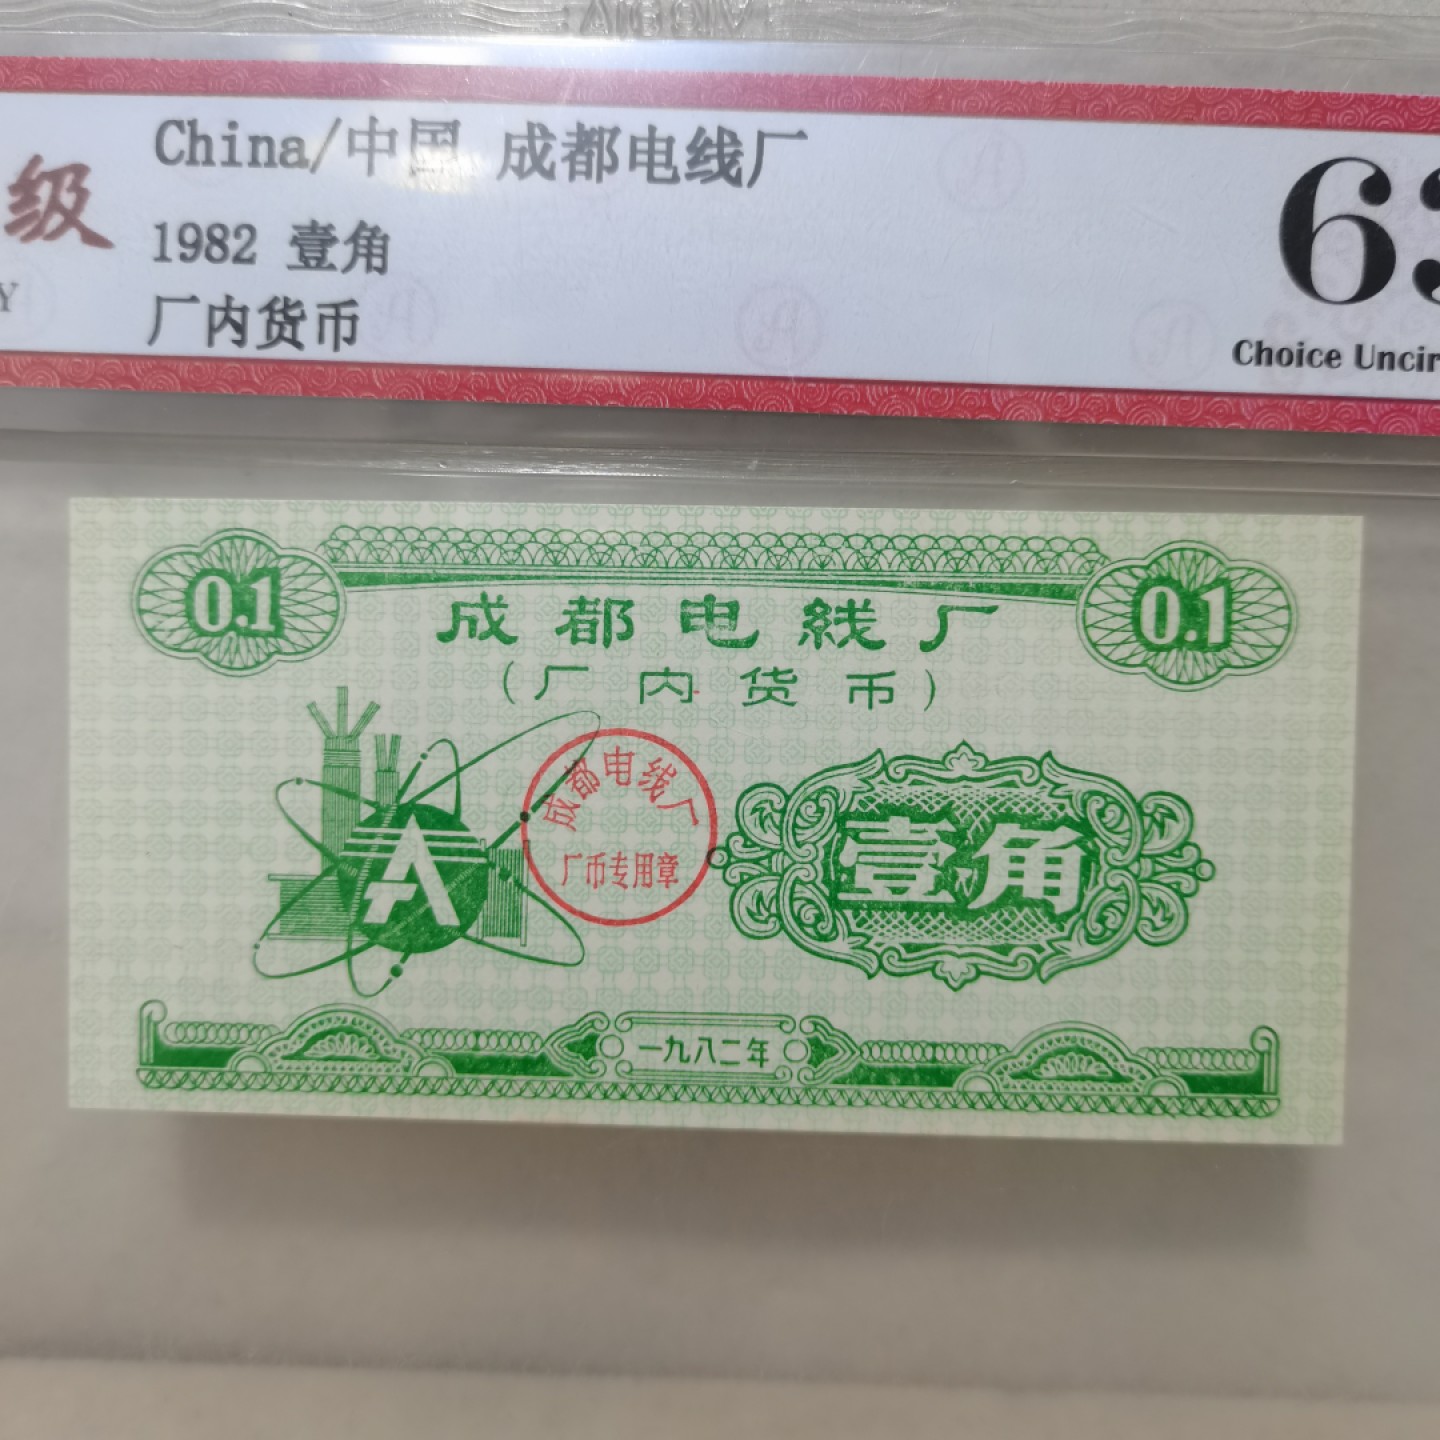 China/中国 成都电线厂
级
1982 壹角
Y
厂内货币
63
Choice Uncir
0.1
0.1
成都电线厂
(厂内货币)
成都电线厂
厂币专用章
壹角
一九八二年